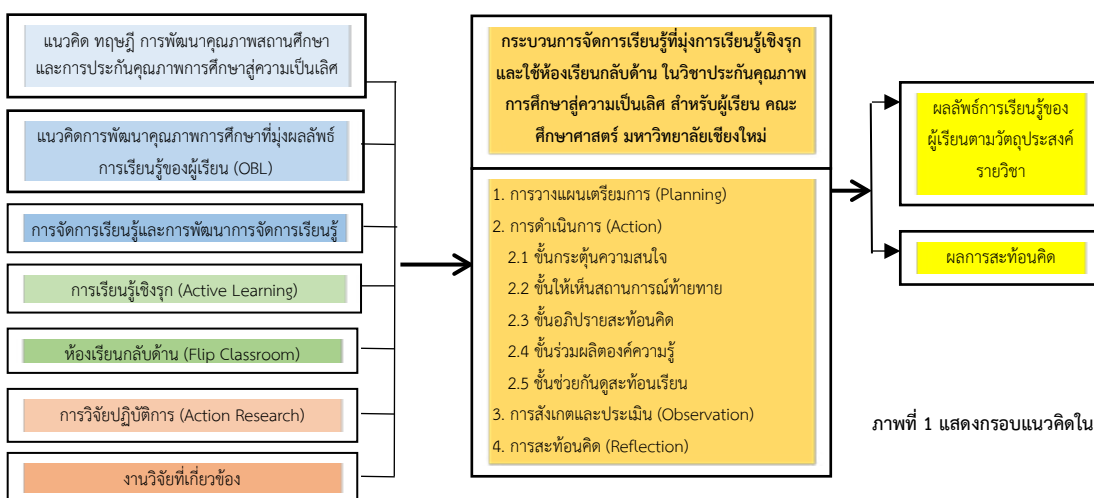 แนวคิด ทฤษฎี การพัฒนาคุณภาพสถานศึกษา
และการประกันคุณภาพการศึกษาสู่ความเป็นเลิศ
แนวคิดการพัฒนาคุณภาพการศึกษาที่มุ่งผลลัพธ์
การเรียนรู้ของผู้เรียน (OBL)
การจัดการเรียนรู้และการพัฒนาการจัดการเรียนรู้
การเรียนรู้เชิงรุก (Active Learning)
ห้องเรียนกลับด้าน (Flip Classroom)
การวิจัยปฏิบัติการ (Action Research)
งานวิจัยที่เกี่ยวข้อง
กระบวนการจัดการเรียนรู้ที่มุ่งการเรียนรู้เชิงรุก
และใช้ห้องเรียนกลับด้าน ในวิชาประกันคุณภาพ
การศึกษาสู่ความเป็นเลิศ สำหรับผู้เรียน คณะ
ศึกษาศาสตร์ มหาวิทยาลัยเชียงใหม่
1. การวางแผนเตรียมการ (Planning)
2. การดำเนินการ (Action)
2.1 ขั้นกระตุ้นความสนใจ
2.2 ขั้นให้เห็นสถานการณ์ท้าทาย
2.3 ขั้นอภิปรายสะท้อนคิด
2.4 ขั้นร่วมผลิตองค์ความรู้
2.5 ชั้นช่วยกันดูสะท้อนเรียน
3. การสังเกตและประเมิน (Observation)
4. การสะท้อนคิด (Reflection)
ผลลัพธ์การเรียนรู้ของ
ผู้เรียนตามวัตถุประสงค์
รายวิชา
ผลการสะท้อนคิด
ภาพที่ 1 แสดงกรอบแนวคิดใน